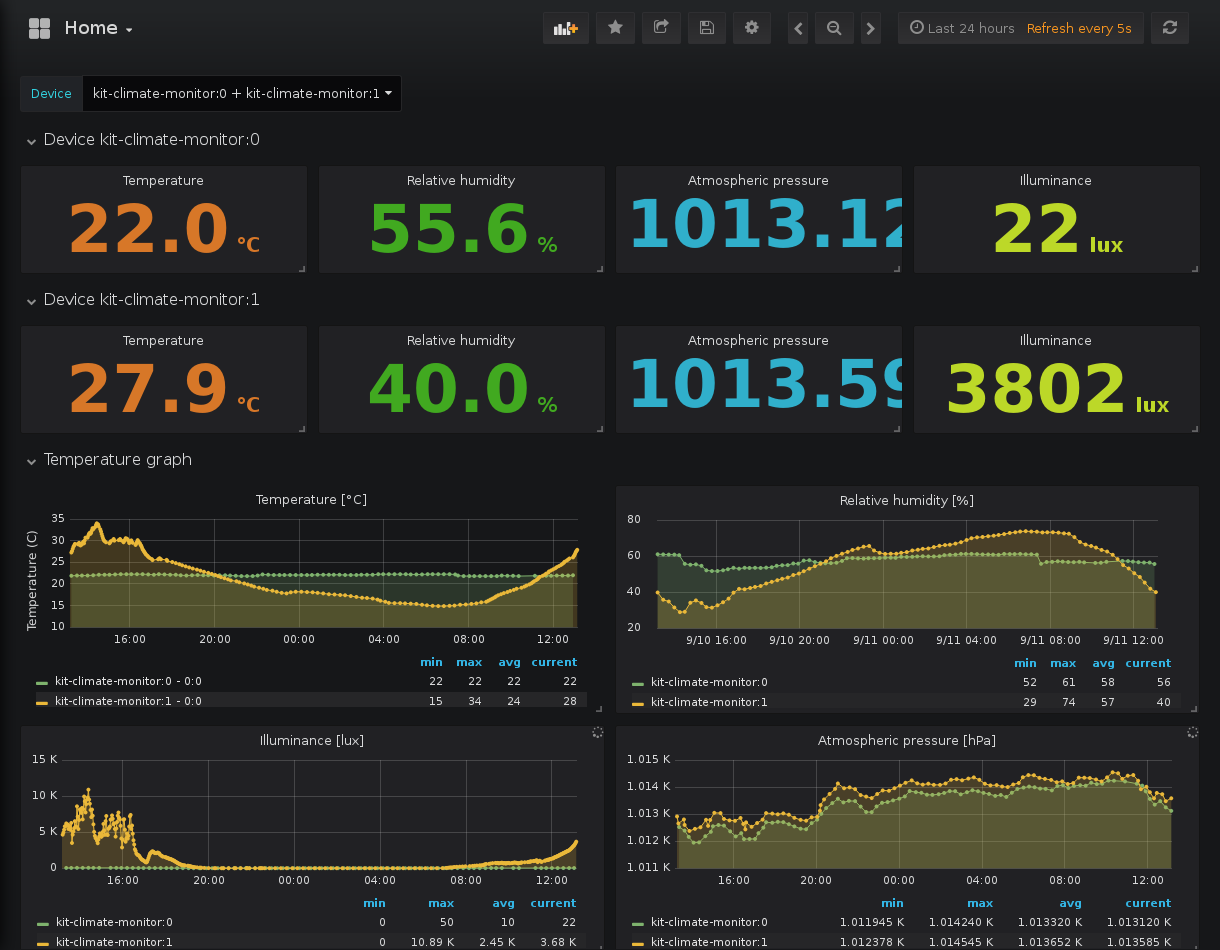 Home
Last 24 hours Refresh every 5s
Device kit-climate-monitor:0 + kit-climate-monitor:1
Device kit-climate-monitor:0
Temperature Relative humidity Atmospheric pressure Illuminance
22.0 °C 55.6 % 1013.12 22 lux
Device kit-climate-monitor:1
Temperature Relative humidity Atmospheric pressure Illuminance
27.9 °C 40.0 % 1013.59 3802 lux
Temperature graph
Temperature [°C]
Temperature (C)
35
30
25
20
15
10
16:00 20:00 00:00 04:00 08:00 12:00
min max avg current
kit-climate-monitor:0 - 0:0 22 22 22 22
kit-climate-monitor:1 - 0:0 15 34 24 28
Relative humidity [%]
80
60
40
20
9/10 16:00 9/10 20:00 9/11 00:00 9/11 04:00 9/11 08:00 9/11 12:00
min max avg current
kit-climate-monitor:0 52 61 58 56
kit-climate-monitor:1 29 74 57 40
Illuminance [lux]
15 K
10 K
5 K
0
16:00 20:00 00:00 04:00 08:00 12:00
min max avg current
kit-climate-monitor:0 0 50 10 22
kit-climate-monitor:1 0 10.89 K 2.45 K 3.68 K
Atmospheric pressure [hPa]
1.015 K
1.014 K
1.013 K
1.012 K
1.011 K
16:00 20:00 00:00 04:00 08:00 12:00
min max avg current
kit-climate-monitor:0 1.011945 K 1.014240 K 1.013320 K 1.013120 K
kit-climate-monitor:1 1.012378 K 1.014545 K 1.013652 K 1.013585 K